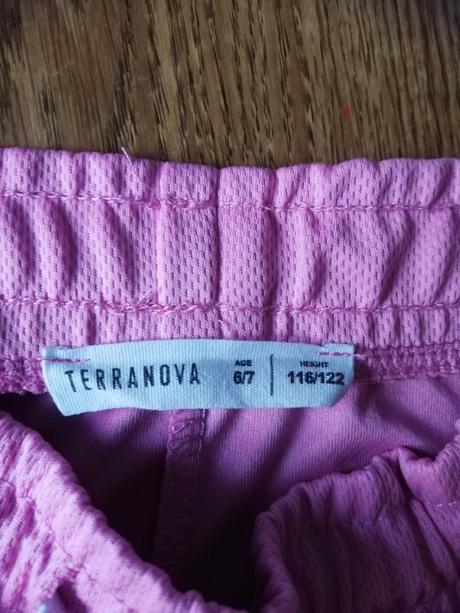 TERRANOVA
AGE
6/7
HEIGHT
116/122